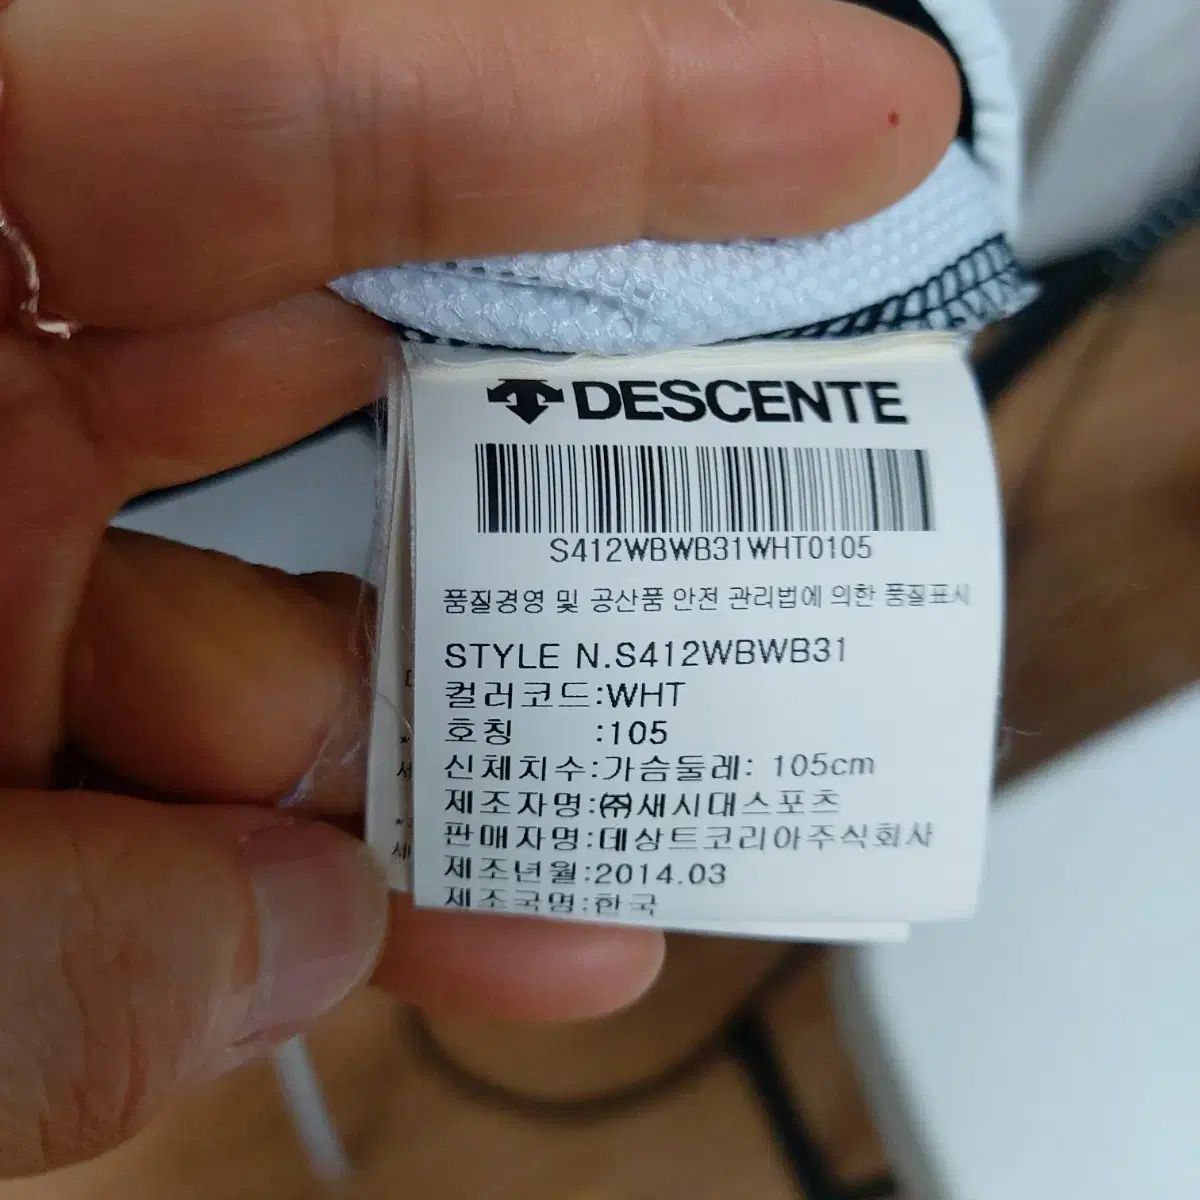 DESCENTE
S412WBWB31WHT0105
품질경영 및 공산품 안전 관리법에 의한 품질표시
STYLE N.S412WBWB31
컬러코드:WHT
호칭 :105
신체치수:가슴둘레: 105cm
제조자명:㈜새시대스포츠
판매자명:데상트코리아주식회사
제조년월:2014.03
제조국명:한국